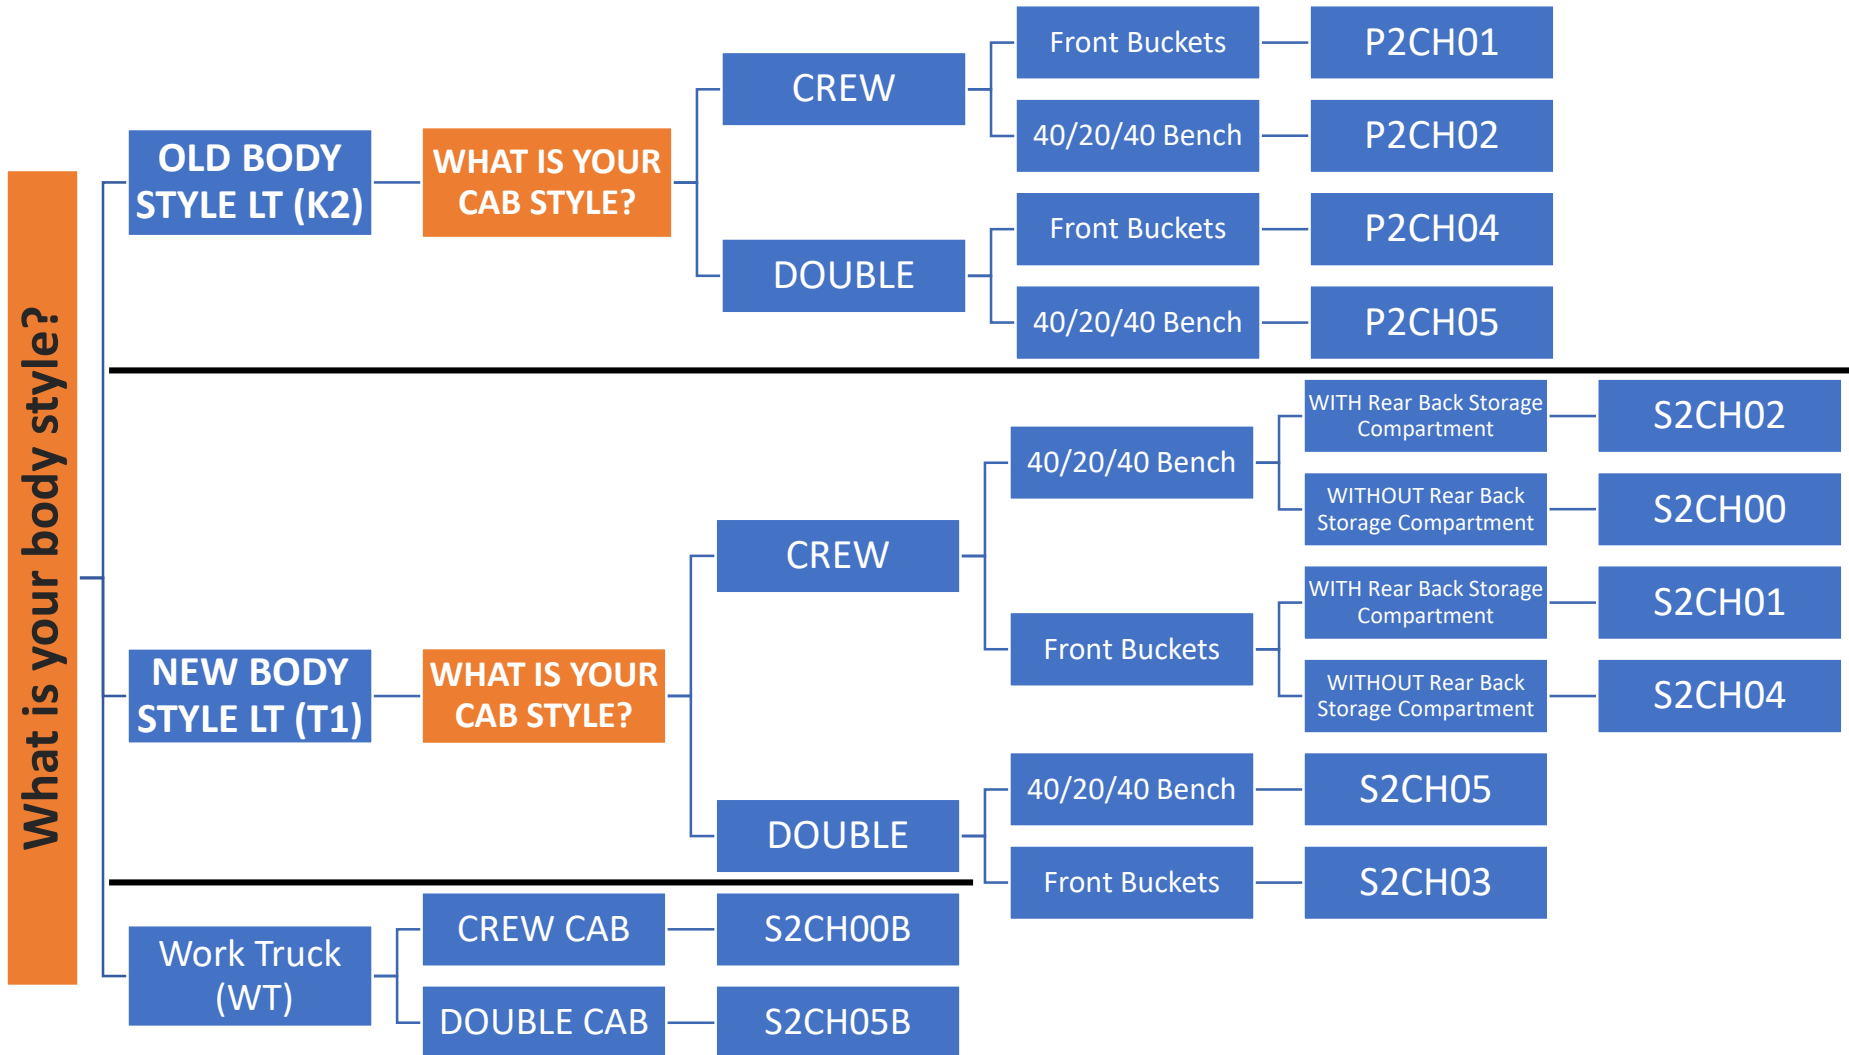 What is your body style?
OLD BODY
STYLE LT (K2)
WHAT IS YOUR
CAB STYLE?
CREW
Front Buckets
P2CH01
40/20/40 Bench
P2CH02
DOUBLE
Front Buckets
P2CH04
40/20/40 Bench
P2CH05
NEW BODY
STYLE LT (T1)
WHAT IS YOUR
CAB STYLE?
CREW
40/20/40 Bench
WITH Rear Back Storage
Compartment
S2CH02
WITHOUT Rear Back
Storage Compartment
S2CH00
Front Buckets
WITH Rear Back Storage
Compartment
S2CH01
WITHOUT Rear Back
Storage Compartment
S2CH04
DOUBLE
40/20/40 Bench
S2CH05
Front Buckets
S2CH03
Work Truck
(WT)
CREW CAB
S2CH00B
DOUBLE CAB
S2CH05B